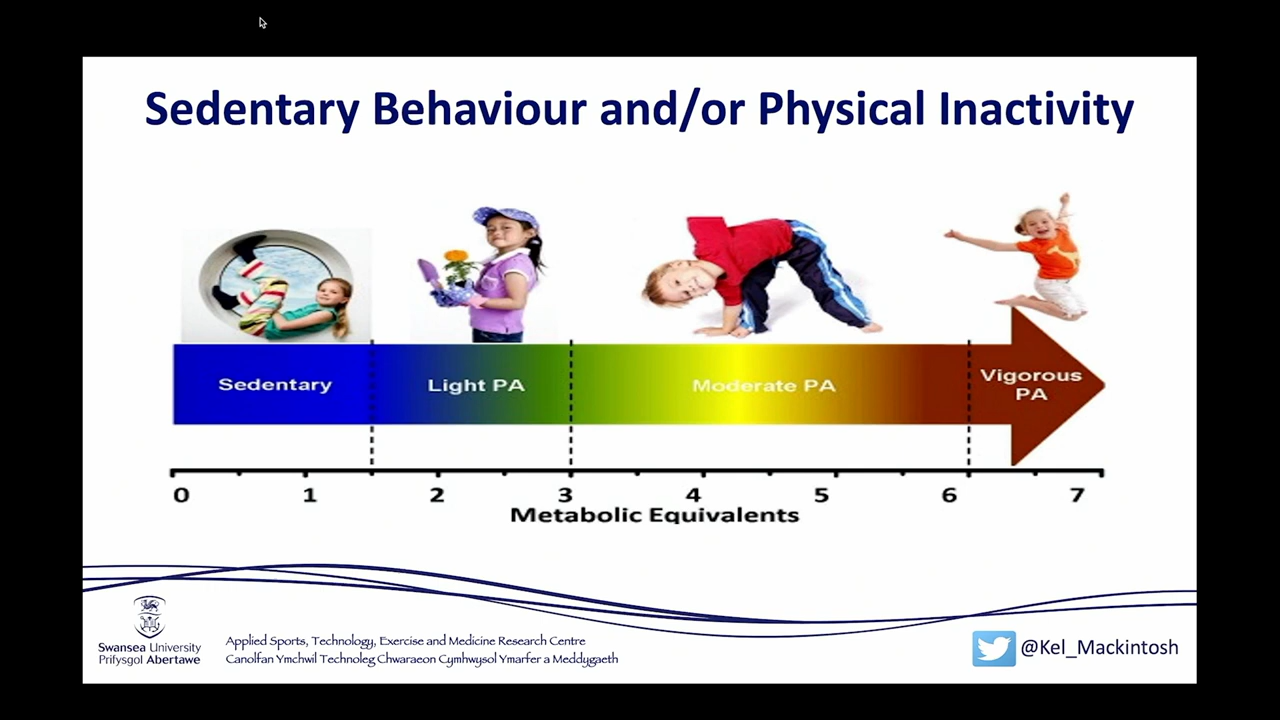 Sedentary Behaviour and/or Physical Inactivity
Sedentary
Light PA
Moderate PA
Vigorous
PA
0 1 2 3 4 5 6 7
Metabolic Equivalents
Swansea University
Prifysgol Abertawe
Applied Sports, Technology, Exercise and Medicine Research Centre
Canolfan Ymchwil Technoleg Chwaraeon Cymhwysol Ymarfer a Meddygaeth
@Kel_Mackintosh